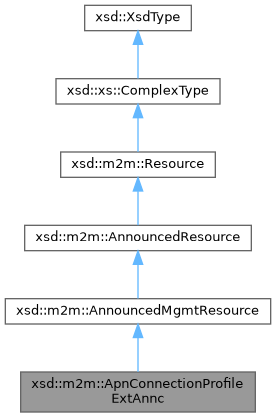 xsd::XsdType
xsd::xs::ComplexType
xsd::m2m::Resource
xsd::m2m::AnnouncedResource
xsd::m2m::AnnouncedMgmtResource
xsd::m2m::ApnConnectionProfile
ExtAnnc